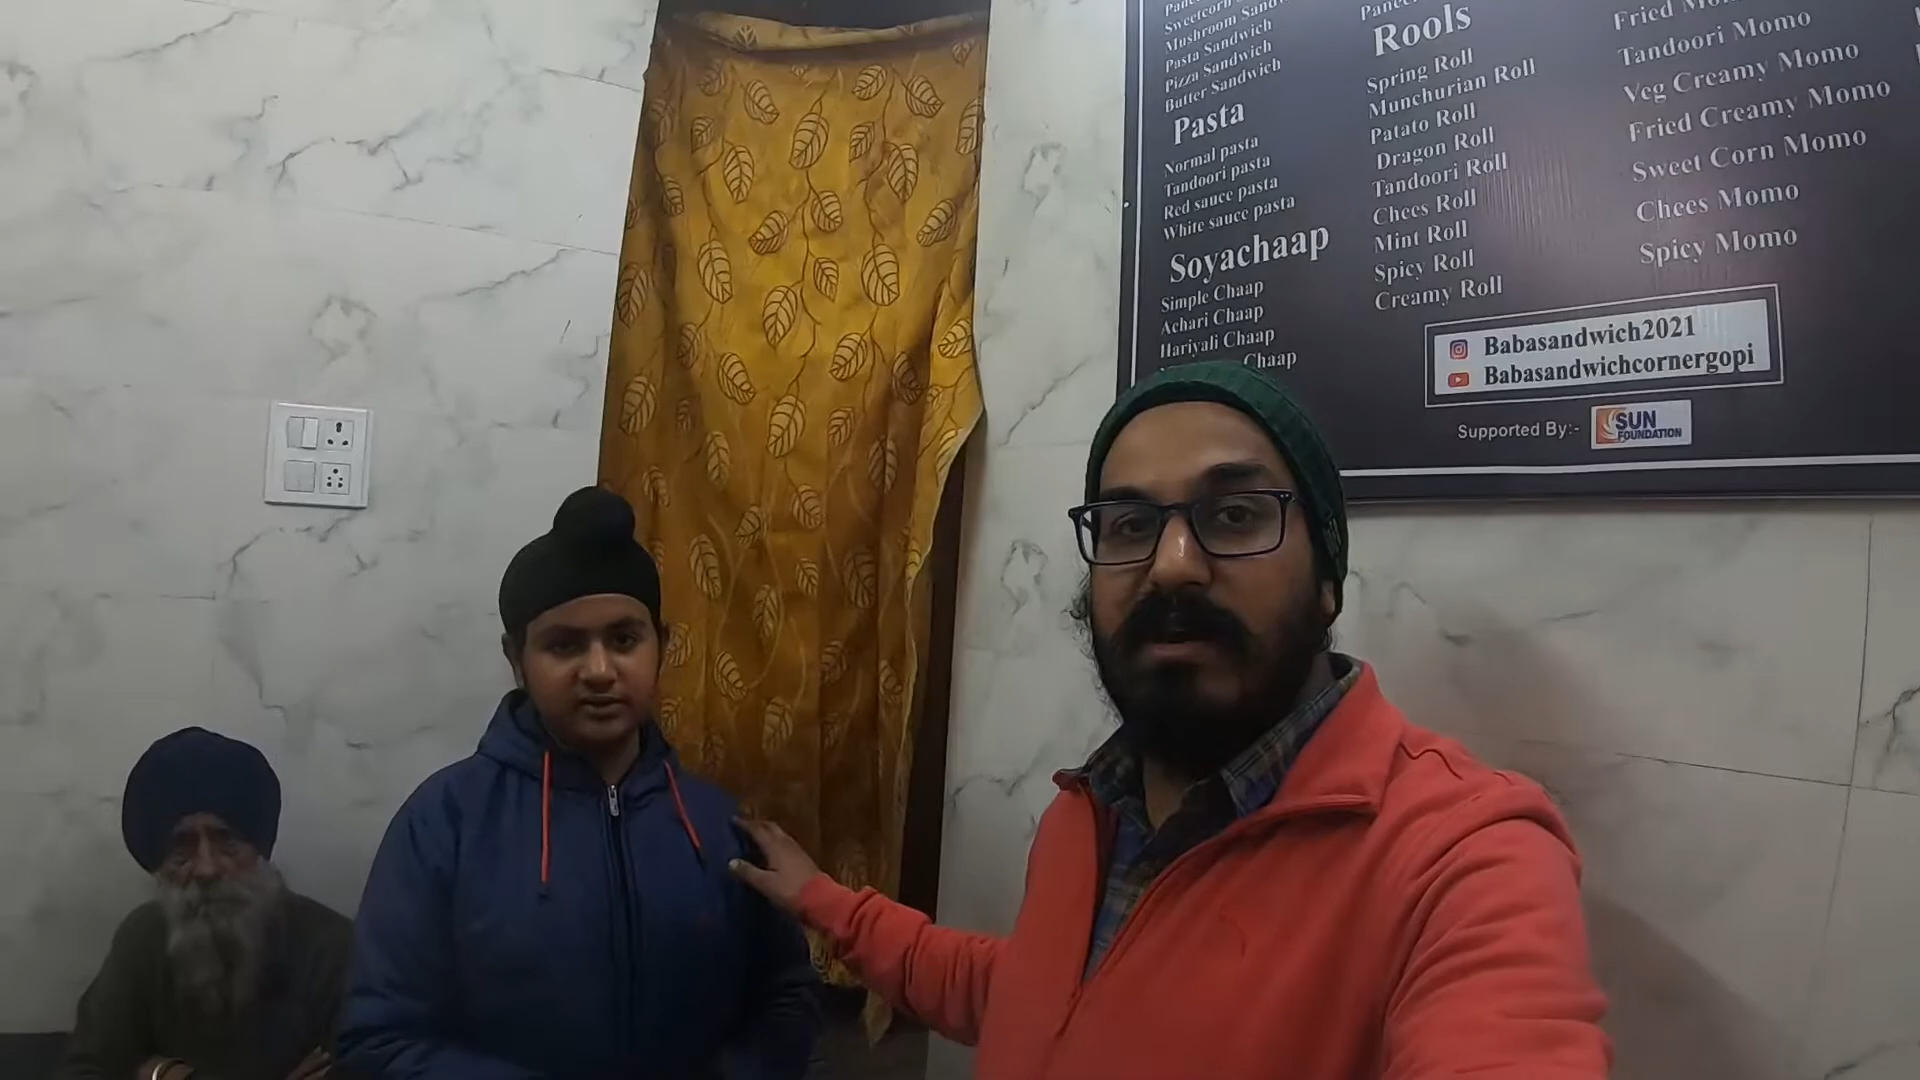 Sweetcorn
Mushroom Sandw
Pasta Sandwich
Pizza Sandwich
Butter Sandwich
Pasta
Normal pasta
Tandoori pasta
Red sauce pasta
White sauce pasta
Soyachaap
Simple Chaap
Achari Chaap
Hariyali Chaap
Chaap
Rools
Spring Roll
Munchurian Roll
Patato Roll
Dragon Roll
Tandoori Roll
Chees Roll
Mint Roll
Spicy Roll
Creamy Roll
Fried Mo
Tandoori Momo
Veg Creamy Momo
Fried Creamy Momo
Sweet Corn Momo
Chees Momo
Spicy Momo
Babasandwich2021
Babasandwichcornergopi
Supported By:- SUN
FOUNDATION